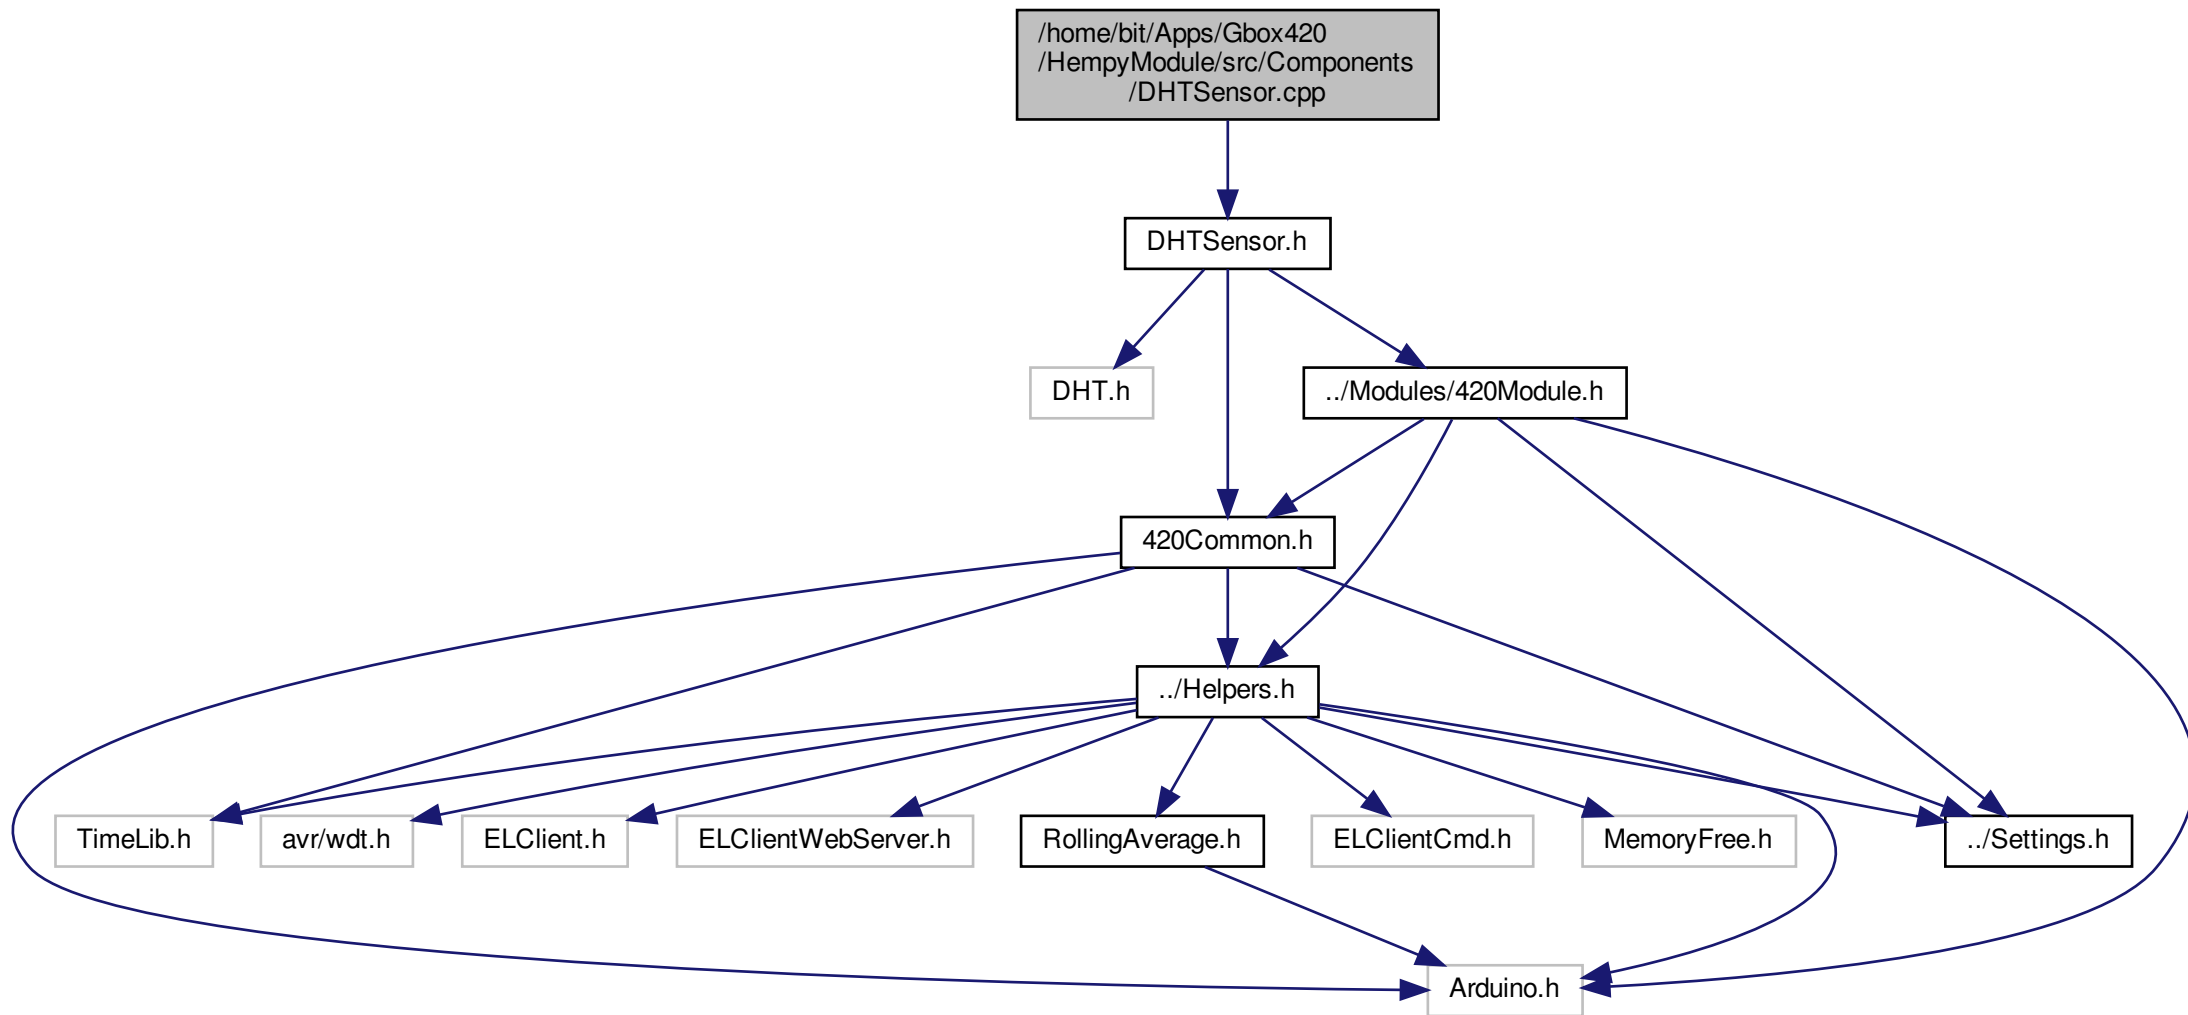 /home/bit/Apps/Gbox420
/HempyModule/src/Components
/DHTSensor.cpp
DHTSensor.h
DHT.h
../Modules/420Module.h
420Common.h
../Helpers.h
TimeLib.h
avr/wdt.h
ELClient.h
ELClientWebServer.h
RollingAverage.h
ELClientCmd.h
MemoryFree.h
../Settings.h
Arduino.h